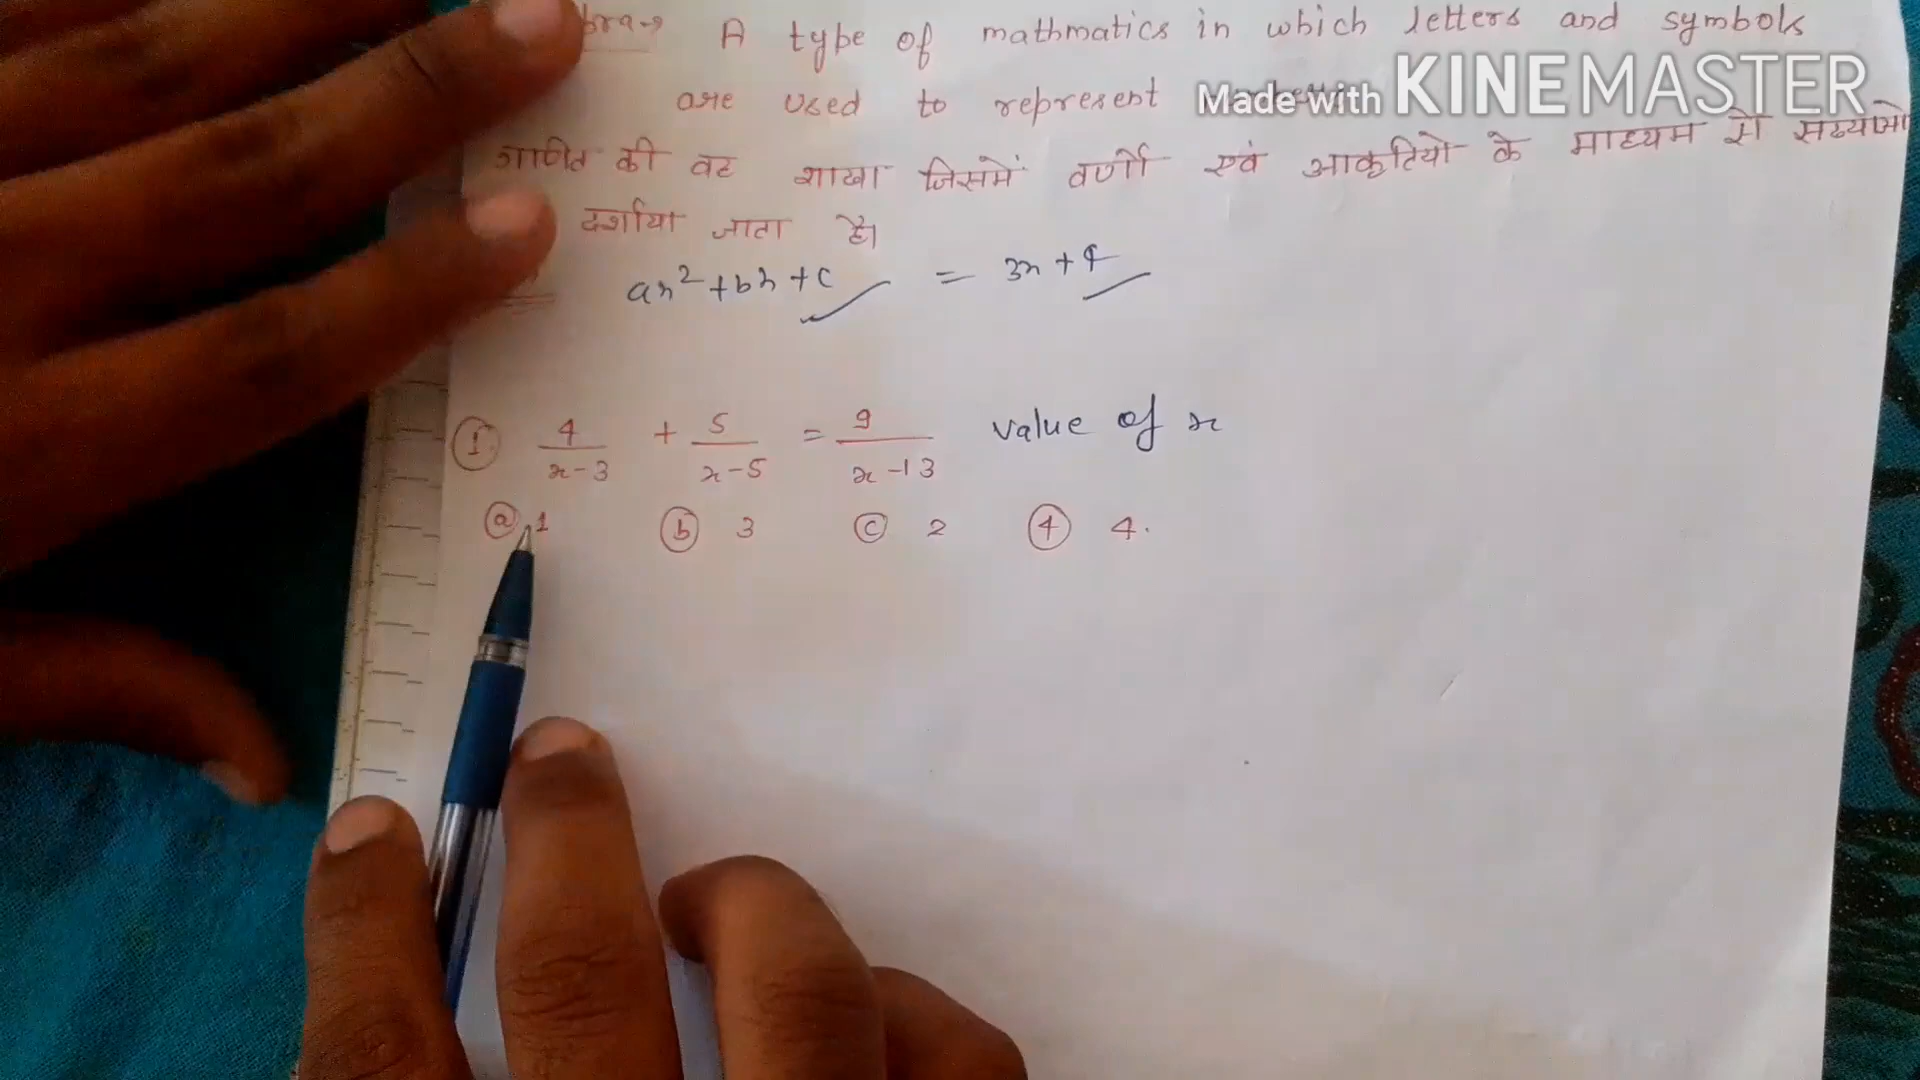 A type of mathmatics in which letters and symbols
are used to represent
Made with KINEMASTER
गणित की वह शाखा जिसमें वर्णो एवं आकृतियो के माध्यम से
दर्शाया जाता है।
ax²+bx+c = 3x+4
① 4/x-3 + 5/x-5 = 9/x-13 value of x
ⓐ 1 ⓑ 3 ⓒ 2 ④ 4.